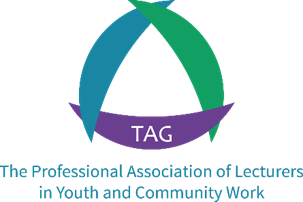 TAG
The Professional Association of Lecturers
in Youth and Community Work